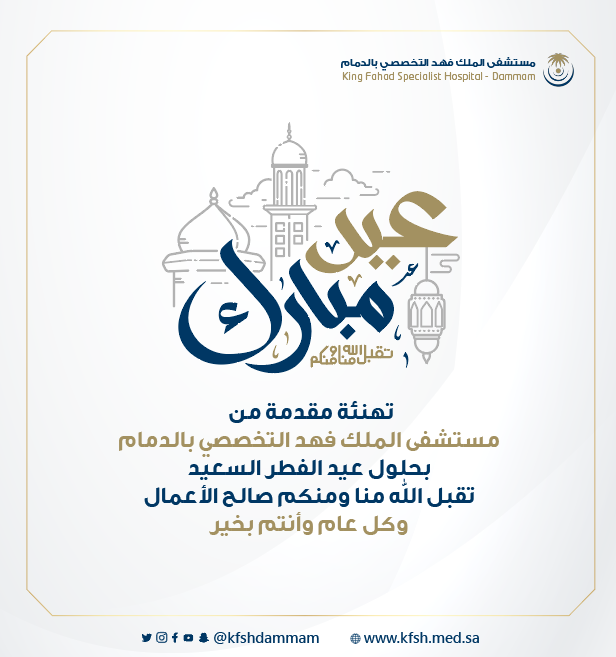 مستشفى الملك فهد التخصصي بالدمام
King Fahad Specialist Hospital - Dammam
عيد
مبارك
تقبل الله منا ومنكم
تهنئة مقدمة من
مستشفى الملك فهد التخصصي بالدمام
بحلول عيد الفطر السعيد
تقبل الله منا ومنكم صالح الأعمال
وكل عام وأنتم بخير
@kfshdammam www.kfsh.med.sa